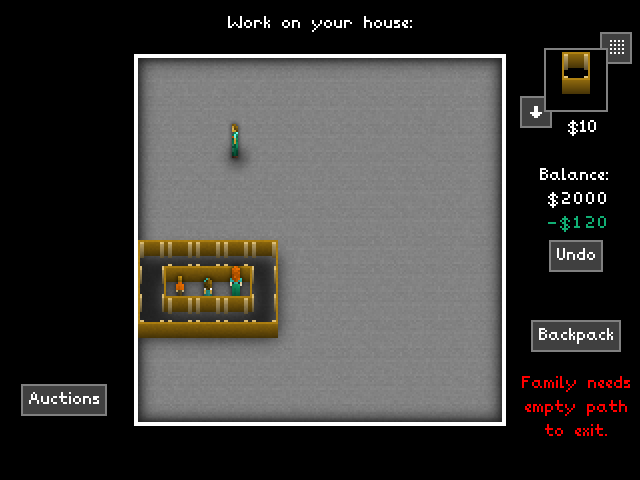 Work on your house:
$10
Balance:
$2000
-$120
Undo
Backpack
Family needs
empty path
to exit.
Auctions